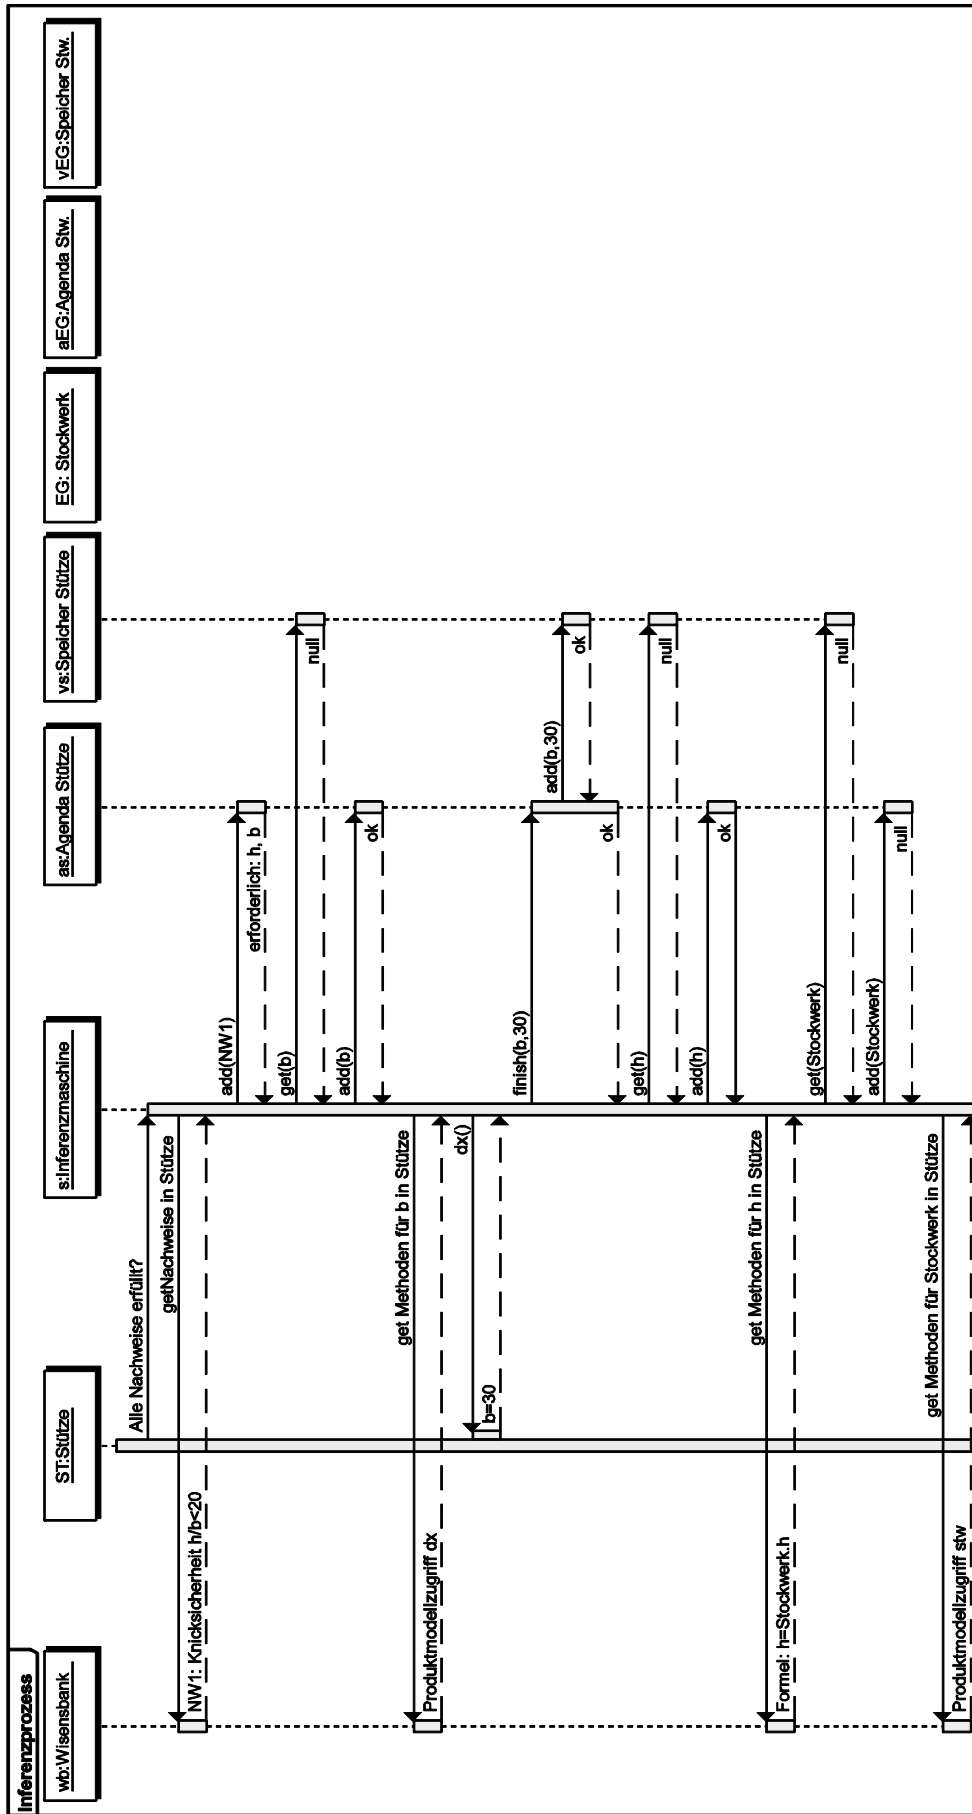 Inferenzprozess
wb:Wisensbank
ST:Stütze
s:Inferenzmaschine
as:Agenda Stütze
vs:Speicher Stütze
EG: Stockwerk
aEG:Agenda Stw.
vEG:Speicher Stw.
Alle Nachweise erfüllt?
getNachweise in Stütze
NW1: Knicksicherheit h/b<20
add(NW1)
erforderlich: h, b
get(b)
null
add(b)
ok
get Methoden für b in Stütze
Produktmodellzugriff dx
dx()
b=30
finish(b,30)
add(b,30)
ok
ok
get(h)
null
add(h)
ok
get Methoden für h in Stütze
Formel: h=Stockwerk.h
get(Stockwerk)
null
add(Stockwerk)
null
get Methoden für Stockwerk in Stütze
Produktmodellzugriff stw